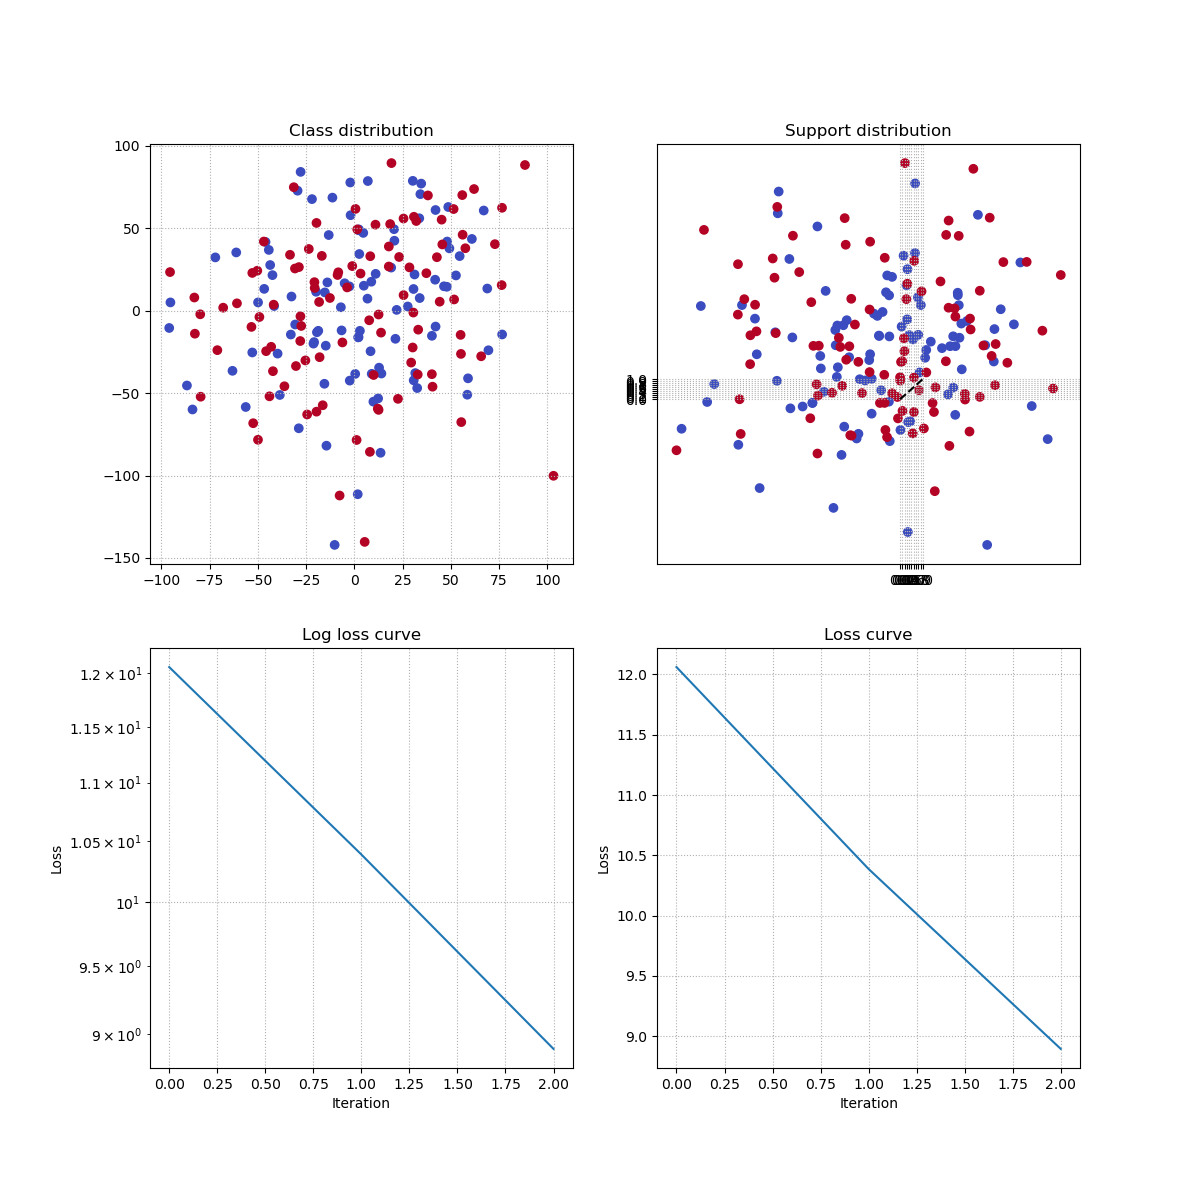 Class distribution
100
50
0
−50
−100
−150
−100 −75 −50 −25 0 25 50 75 100
Support distribution
Log loss curve
1.2 × 10¹
1.15 × 10¹
1.1 × 10¹
1.05 × 10¹
10¹
9.5 × 10⁰
9 × 10⁰
Loss
0.00 0.25 0.50 0.75 1.00 1.25 1.50 1.75 2.00
Iteration
Loss curve
12.0
11.5
11.0
10.5
10.0
9.5
9.0
Loss
0.00 0.25 0.50 0.75 1.00 1.25 1.50 1.75 2.00
Iteration